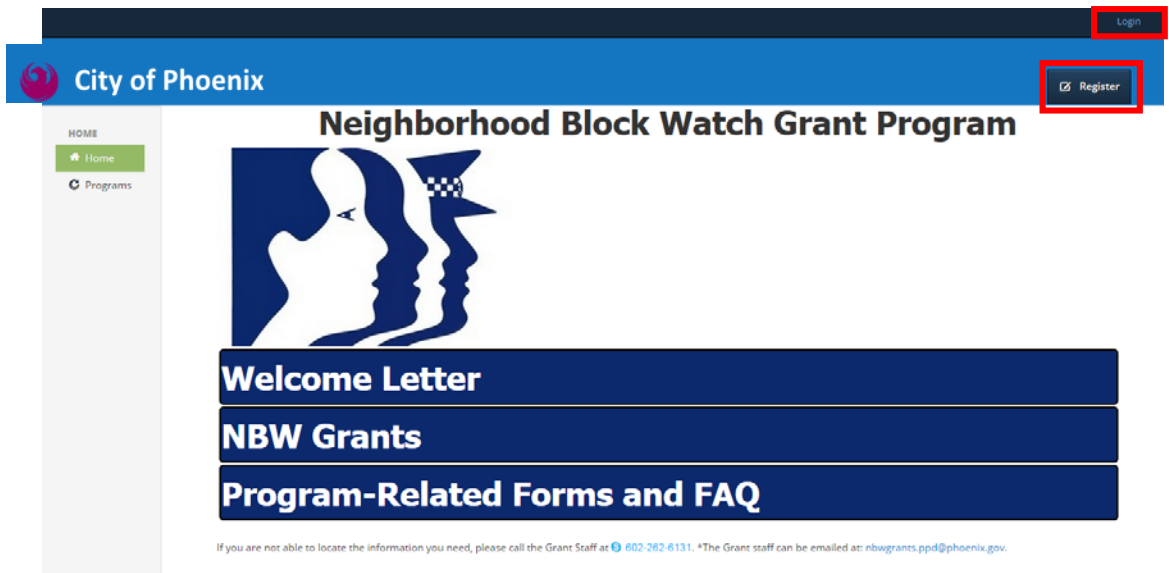 Login
City of Phoenix
Register
HOME
Home
Programs
Neighborhood Block Watch Grant Program
Welcome Letter
NBW Grants
Program-Related Forms and FAQ
If you are not able to locate the information you need, please call the Grant Staff at 602-262-6131. *The Grant staff can be emailed at: nbwgrants.ppd@phoenix.gov.